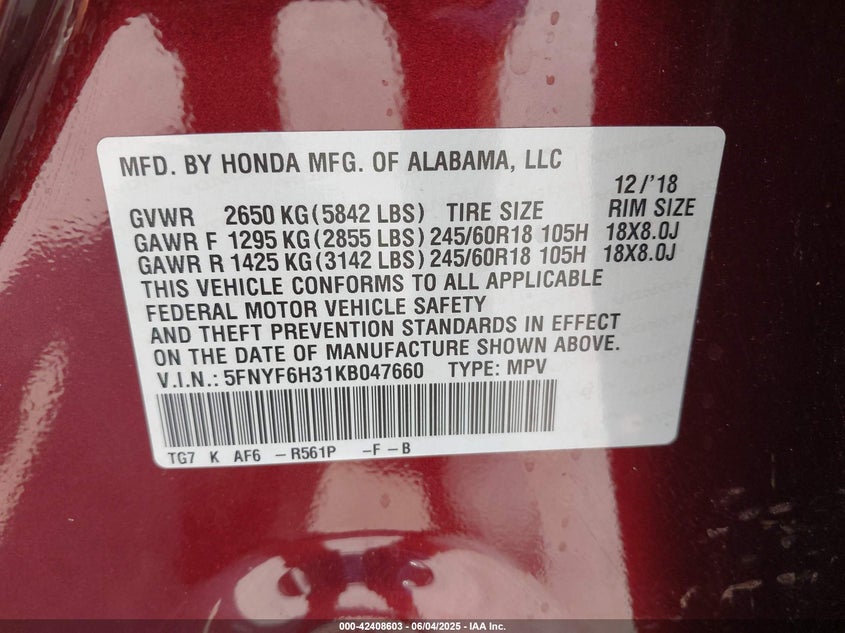 MFD. BY HONDA MFG. OF ALABAMA, LLC
12/'18
GVWR 2650 KG(5842 LBS) TIRE SIZE RIM SIZE
GAWR F 1295 KG(2855 LBS) 245/60R18 105H 18X8.0J
GAWR R 1425 KG(3142 LBS) 245/60R18 105H 18X8.0J
THIS VEHICLE CONFORMS TO ALL APPLICABLE
FEDERAL MOTOR VEHICLE SAFETY
AND THEFT PREVENTION STANDARDS IN EFFECT
ON THE DATE OF MANUFACTURE SHOWN ABOVE.
V.I.N.: 5FNYF6H31KB047660 TYPE: MPV
TG7 K AF6 -R561P -F-B
000-42408603 - 06/04/2025 - IAA Inc.